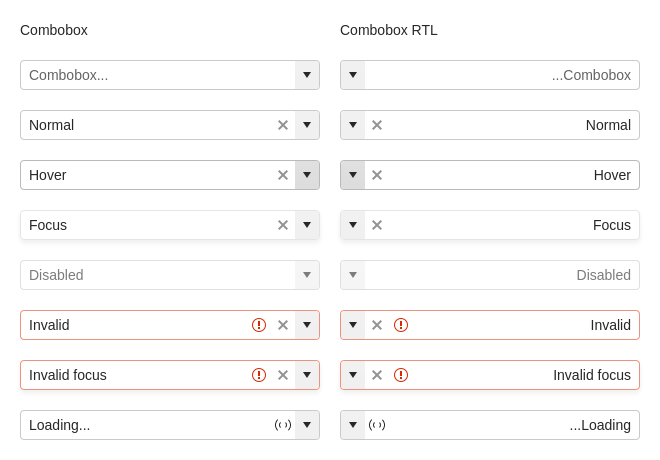 Combobox
Combobox...
Normal
Hover
Focus
Disabled
Invalid
Invalid focus
Loading...
Combobox RTL
...Combobox
Normal
Hover
Focus
Disabled
Invalid
Invalid focus
...Loading